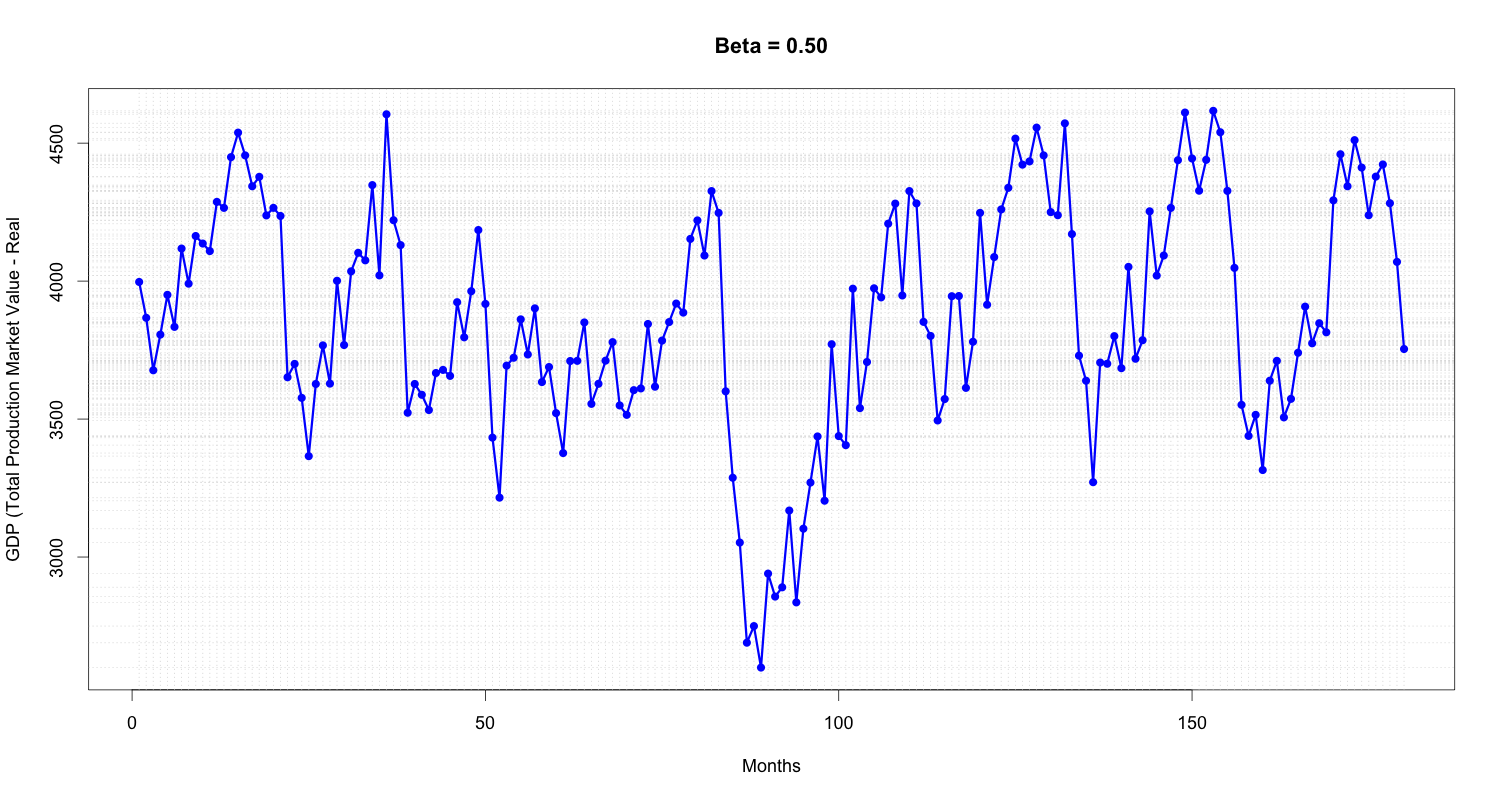 Beta = 0.50
GDP (Total Production Market Value - Real
4500
4000
3500
3000
0 50 100 150
Months